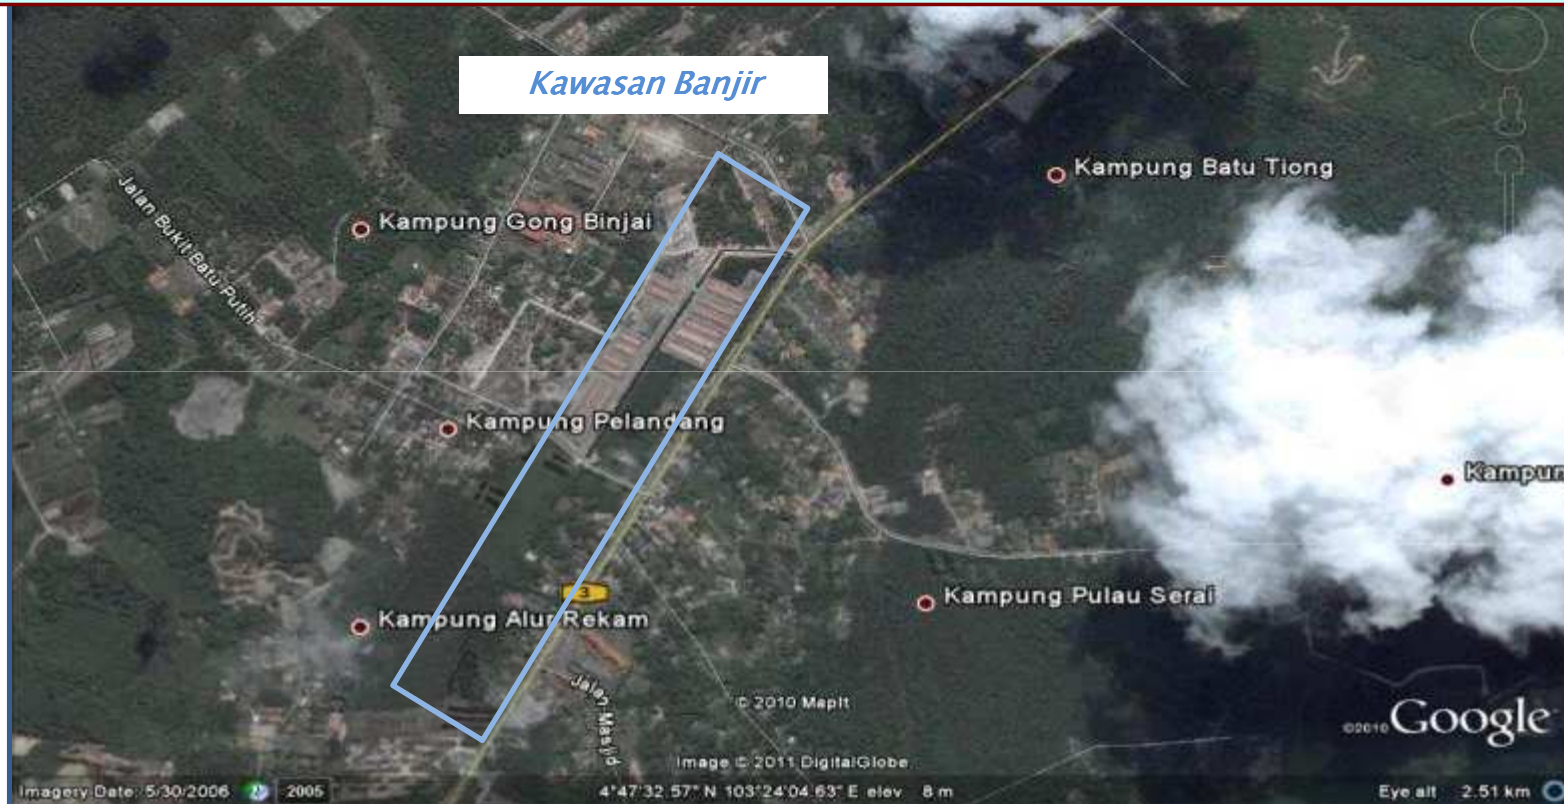 Kawasan Banjir
Kampung Batu Tiong
Jalan Bukit Batu Putih
Kampung Gong Binjai
Kampung Pelandang
Kampun
3
Kampung Pulau Serai
Kampung Alur Rekam
Jalan Masjid
© 2010 MapIt
©2010 Google
Image © 2011 DigitalGlobe
Imagery Date: 5/30/2006 2005 4°47'32.57" N 103°24'04.63" E elev 8 m Eye alt 2.51 km